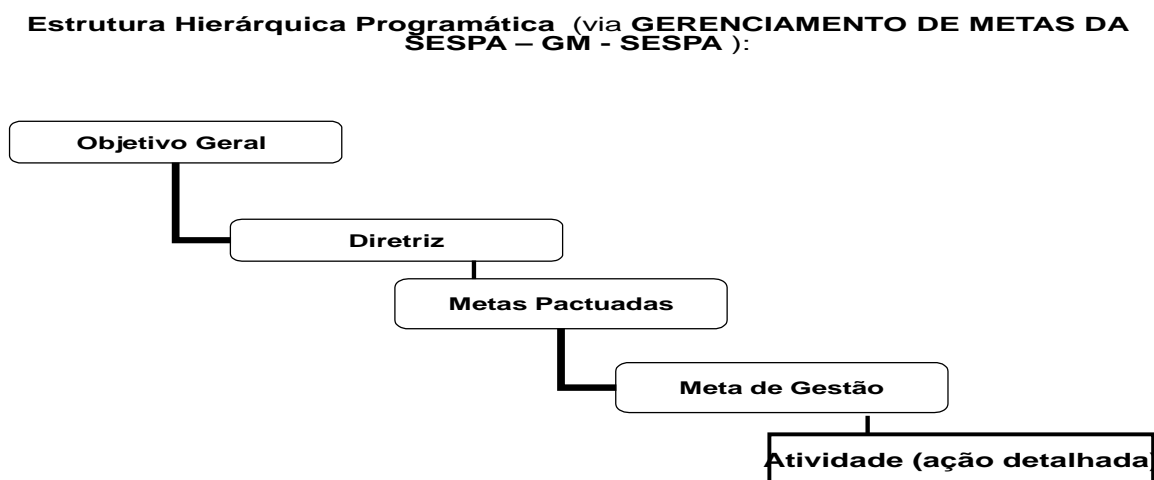 Estrutura Hierárquica Programática (via GERENCIAMENTO DE METAS DA
SESPA – GM - SESPA ):
Objetivo Geral
Diretriz
Metas Pactuadas
Meta de Gestão
Atividade (ação detalhada)